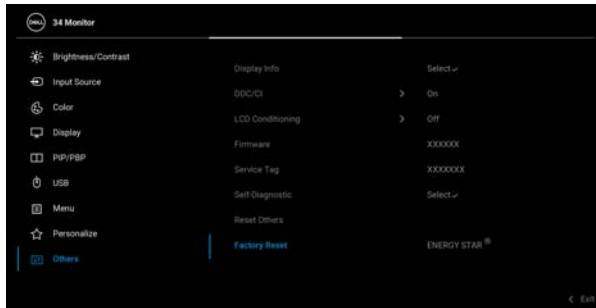 DELL 34 Monitor
Brightness/Contrast
Input Source
Color
Display
PIP/PBP
USB
Menu
Personalize
Others
Display Info Select ✓
DDC/CI > On
LCD Conditioning > Off
Firmware XXXXXX
Service Tag XXXXXXX
Self-Diagnostic Select ✓
Reset Others
Factory Reset ENERGY STAR®
< Exit